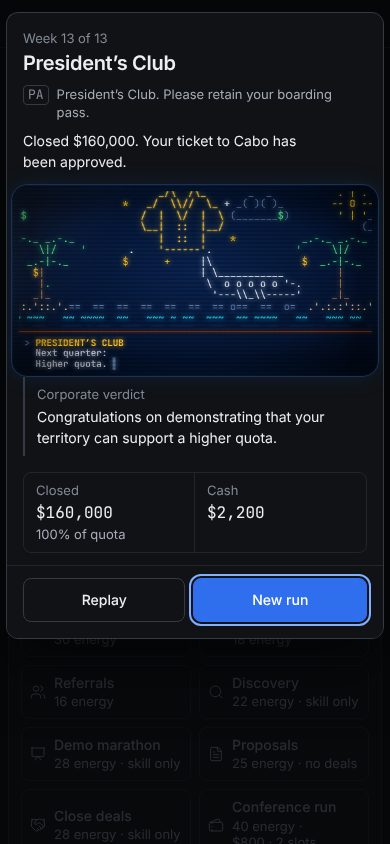 Week 13 of 13
President’s Club
PA
President’s Club. Please retain your boarding
pass.
Closed $160,000. Your ticket to Cabo has
been approved.
> PRESIDENT'S CLUB
Next quarter:
Higher quota.
Corporate verdict
Congratulations on demonstrating that your
territory can support a higher quota.
Closed
$160,000
100% of quota
Cash
$2,200
Replay
New run
Referrals
16 energy
Discovery
22 energy · skill only
Demo marathon
28 energy · skill only
Proposals
25 energy · no deals
Close deals
28 energy · skill only
Conference run
40 energy ·
$800 · 2 slots